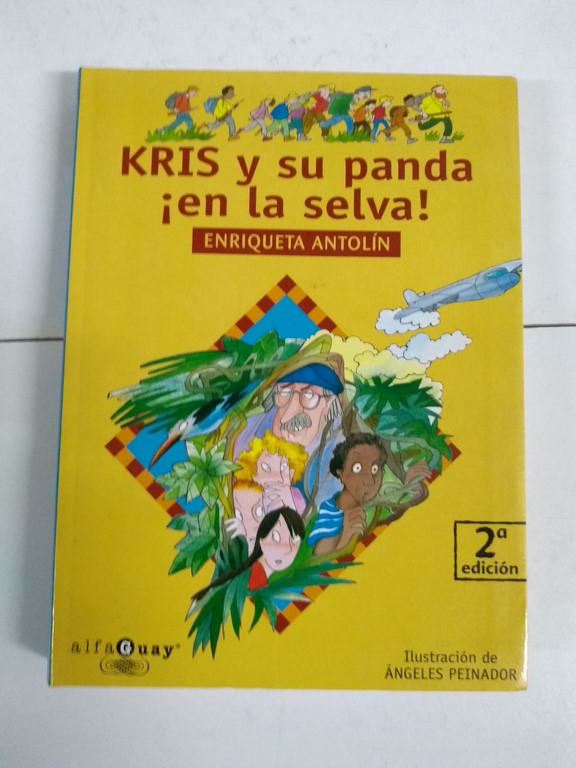 KRIS y su panda
¡en la selva!
ENRIQUETA ANTOLÍN
2ª
edición
alfaGuay®
Ilustración de
ÁNGELES PEINADOR